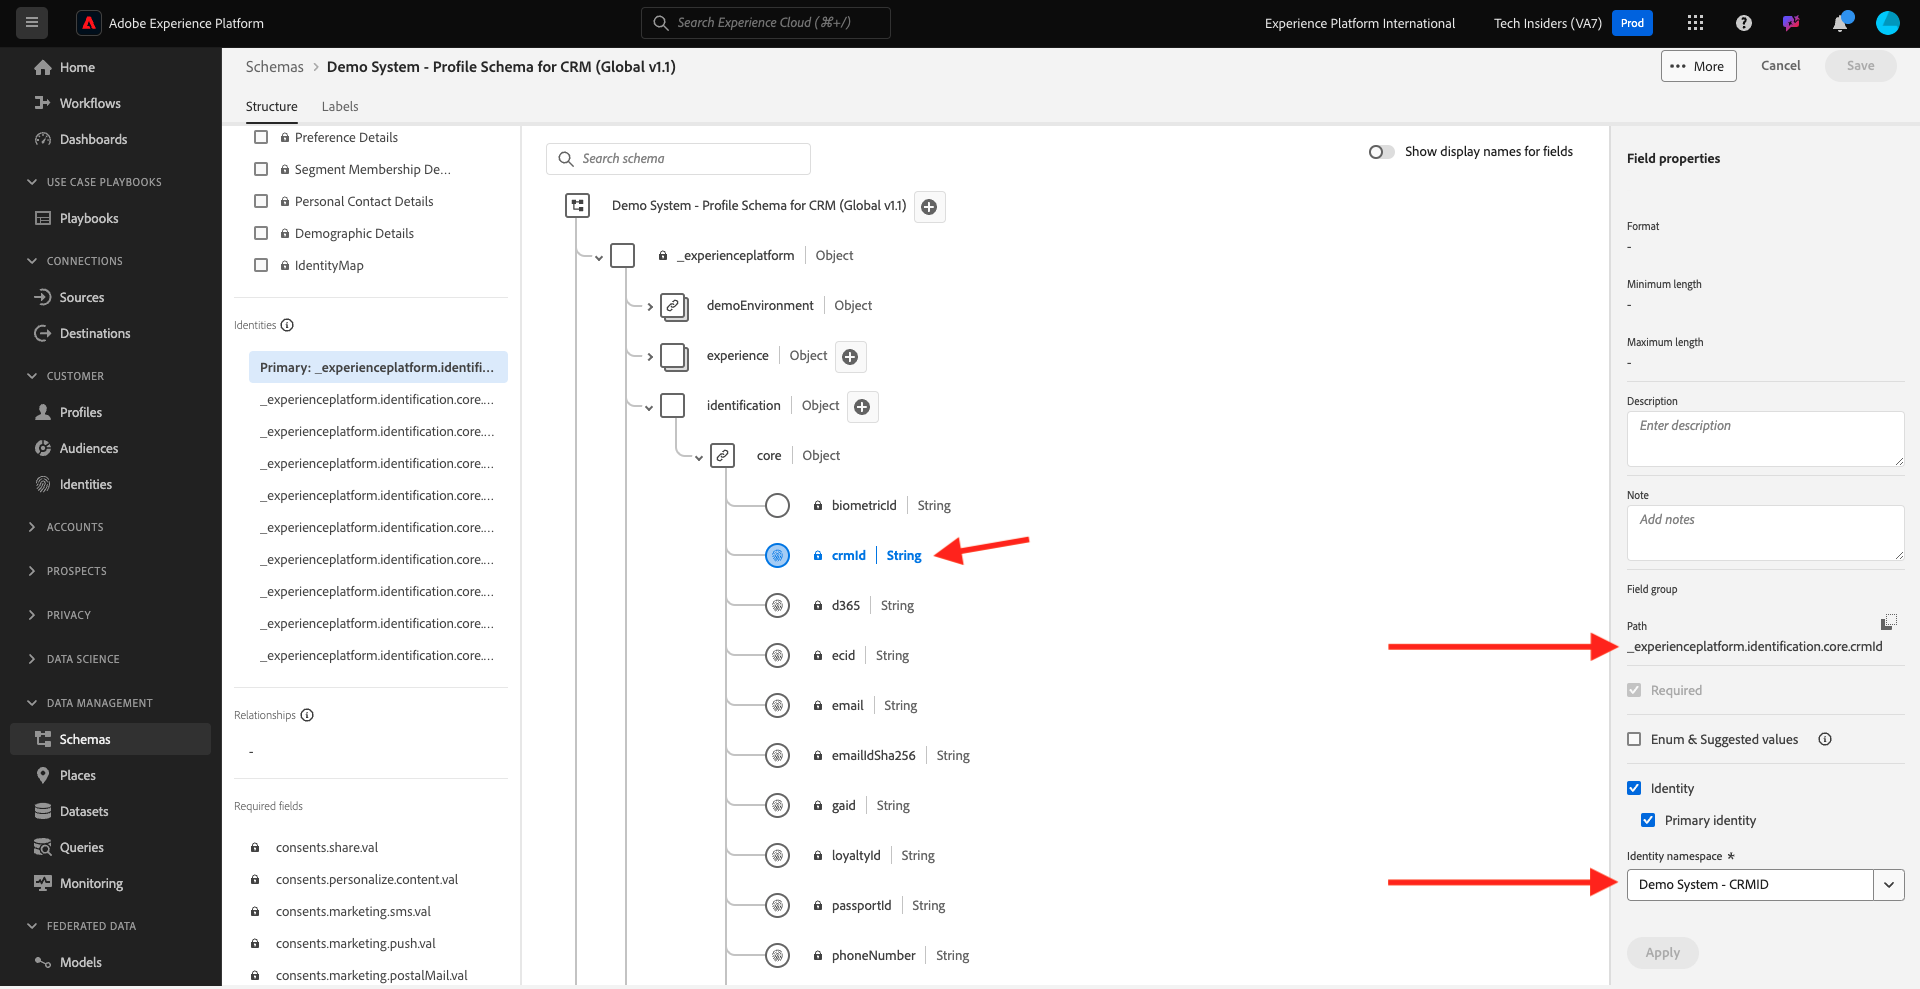 Adobe Experience Platform
Search Experience Cloud (⌘+/)
Experience Platform International
Tech Insiders (VA7)
Prod
Home
Workflows
Dashboards
USE CASE PLAYBOOKS
Playbooks
CONNECTIONS
Sources
Destinations
CUSTOMER
Profiles
Audiences
Identities
ACCOUNTS
PROSPECTS
PRIVACY
DATA SCIENCE
DATA MANAGEMENT
Schemas
Places
Datasets
Queries
Monitoring
FEDERATED DATA
Models
Schemas > Demo System - Profile Schema for CRM (Global v1.1)
More
Cancel
Save
Structure
Labels
Preference Details
Segment Membership De...
Personal Contact Details
Demographic Details
IdentityMap
Identities
Primary: _experienceplatform.identifi...
_experienceplatform.identification.core....
_experienceplatform.identification.core....
_experienceplatform.identification.core....
_experienceplatform.identification.core....
_experienceplatform.identification.core....
_experienceplatform.identification.core....
_experienceplatform.identification.core....
_experienceplatform.identification.core....
_experienceplatform.identification.core....
Relationships
-
Required fields
consents.share.val
consents.personalize.content.val
consents.marketing.sms.val
consents.marketing.push.val
consents.marketing.postalMail.val
Search schema
Show display names for fields
Demo System - Profile Schema for CRM (Global v1.1)
_experienceplatform Object
demoEnvironment Object
experience Object
identification Object
core Object
biometricId String
crmId String
d365 String
ecid String
email String
emailIdSha256 String
gaid String
loyaltyId String
passportId String
phoneNumber String
Field properties
Format
-
Minimum length
-
Maximum length
-
Description
Enter description
Note
Add notes
Field group
Path
_experienceplatform.identification.core.crmId
Required
Enum & Suggested values
Identity
Primary identity
Identity namespace *
Demo System - CRMID
Apply